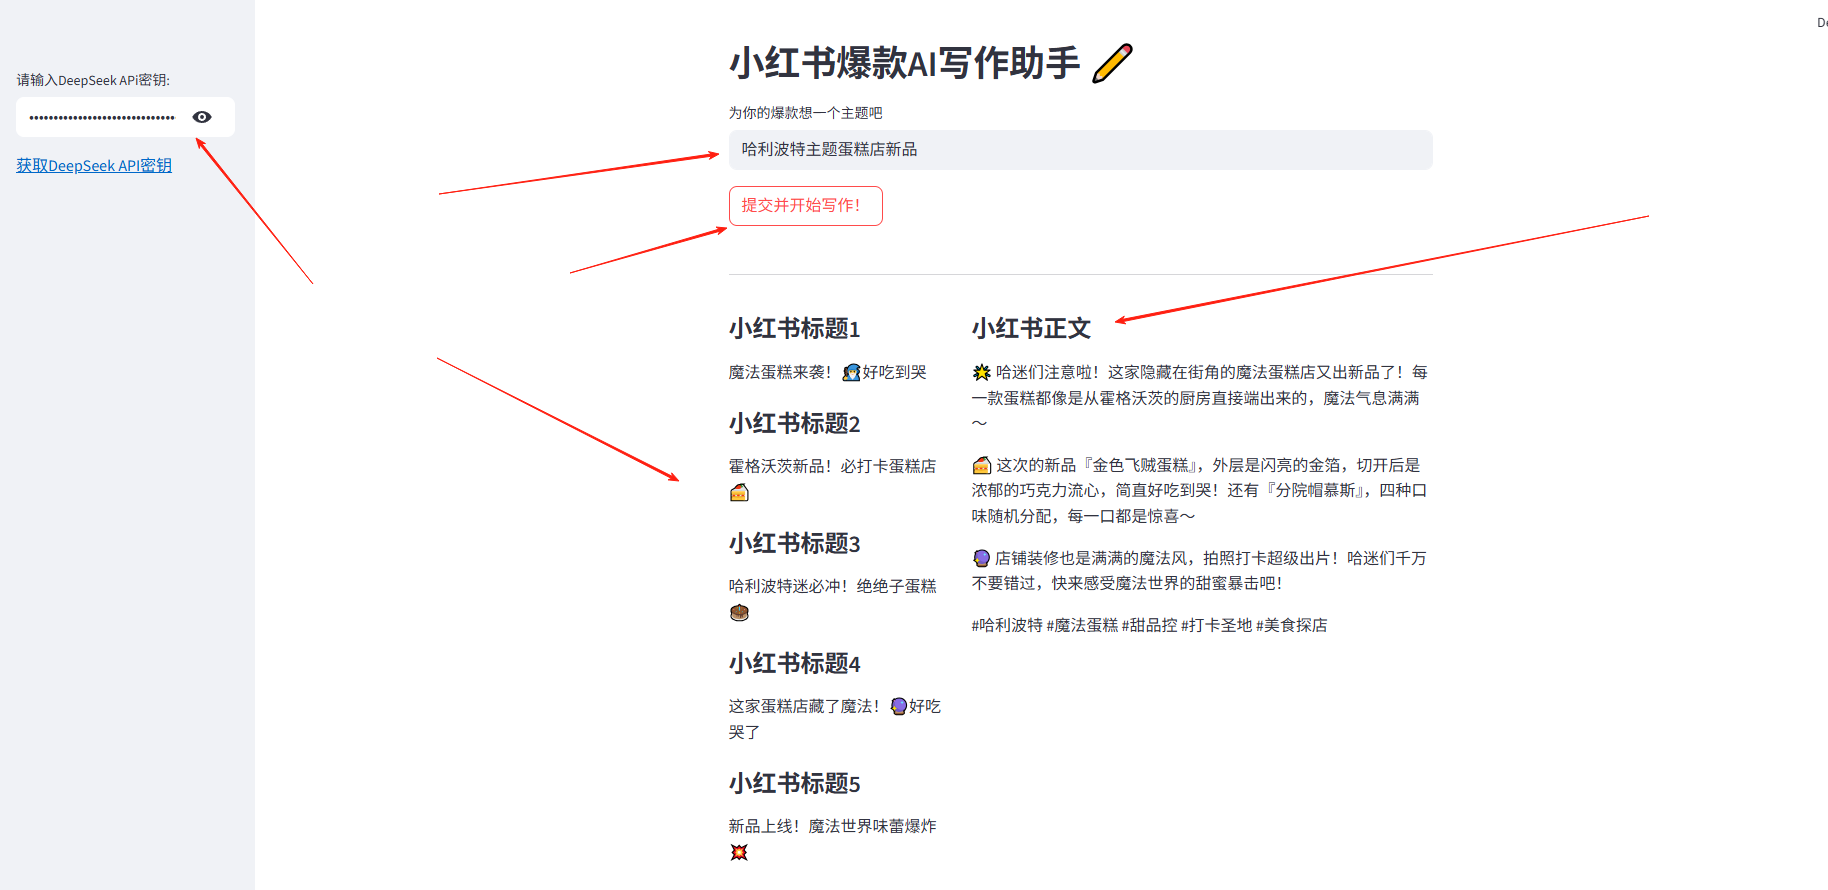 请输入DeepSeek APi密钥:
••••••••••••••••••••••••••••••
获取DeepSeek API密钥
De
小红书爆款AI写作助手 ✏️
为你的爆款想一个主题吧
哈利波特主题蛋糕店新品
提交并开始写作！
小红书标题1
魔法蛋糕来袭！🧙‍♀️好吃到哭
小红书标题2
霍格沃茨新品！必打卡蛋糕店
🍰
小红书标题3
哈利波特迷必冲！绝绝子蛋糕
🎂
小红书标题4
这家蛋糕店藏了魔法！🔮好吃
哭了
小红书标题5
新品上线！魔法世界味蕾爆炸
💥
小红书正文
🌟 哈迷们注意啦！这家隐藏在街角的魔法蛋糕店又出新品了！每
一款蛋糕都像是从霍格沃茨的厨房直接端出来的，魔法气息满满
～
🍰 这次的新品『金色飞贼蛋糕』，外层是闪亮的金箔，切开后是
浓郁的巧克力流心，简直好吃到哭！还有『分院帽慕斯』，四种口
味随机分配，每一口都是惊喜～
🔮 店铺装修也是满满的魔法风，拍照打卡超级出片！哈迷们千万
不要错过，快来感受魔法世界的甜蜜暴击吧！
#哈利波特 #魔法蛋糕 #甜品控 #打卡圣地 #美食探店